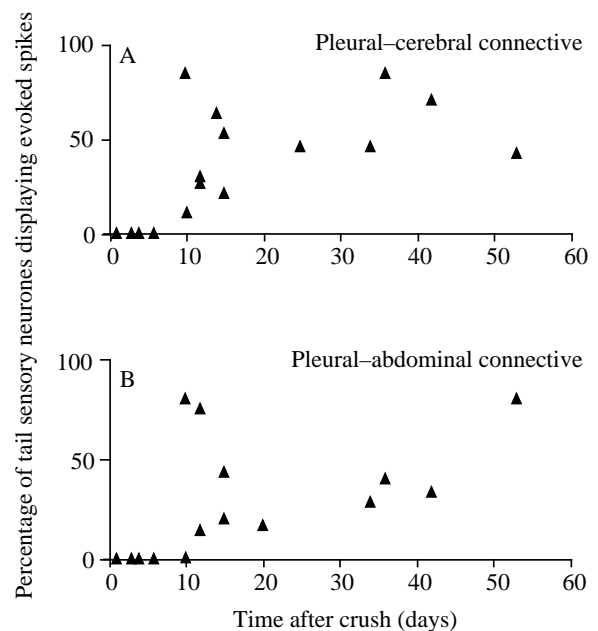 Percentage of tail sensory neurones displaying evoked spikes
A
Pleural–cerebral connective
100
50
0
0 10 20 30 40 50 60
B
Pleural–abdominal connective
100
50
0
0 10 20 30 40 50 60
Time after crush (days)